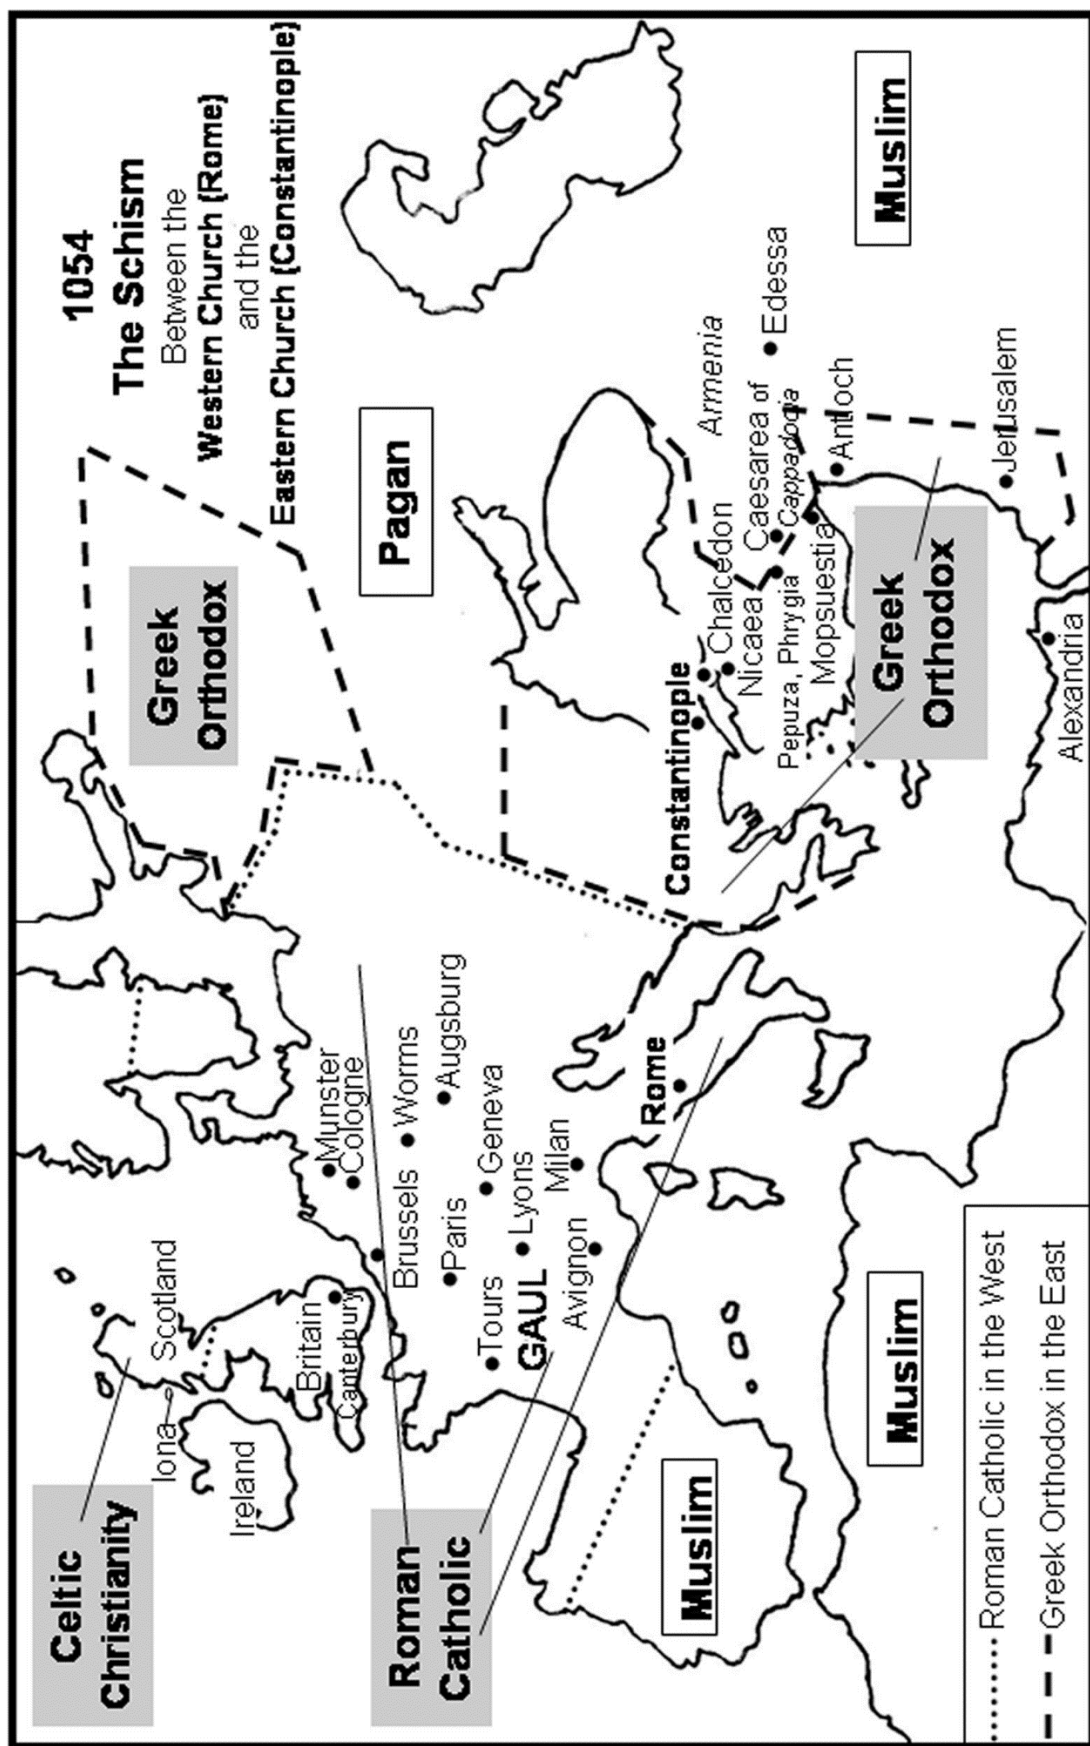 1054
The Schism
Between the
Western Church (Rome)
and the
Eastern Church (Constantinople)
Celtic
Christianity
Iona
Scotland
Ireland
Britain
Canterbury
Greek
Orthodox
Roman
Catholic
Munster
Cologne
Brussels
Worms
Paris
Augsburg
Tours
Geneva
GAUL
Lyons
Avignon
Milan
Pagan
Rome
Constantinople
Chalcedon
Armenia
Nicaea
Caesarea of
Cappadocia
Edessa
Pepuza, Phrygia
Mopsuestia
Antioch
Muslim
Muslim
Muslim
Greek
Orthodox
Jerusalem
Alexandria
Roman Catholic in the West
Greek Orthodox in the East